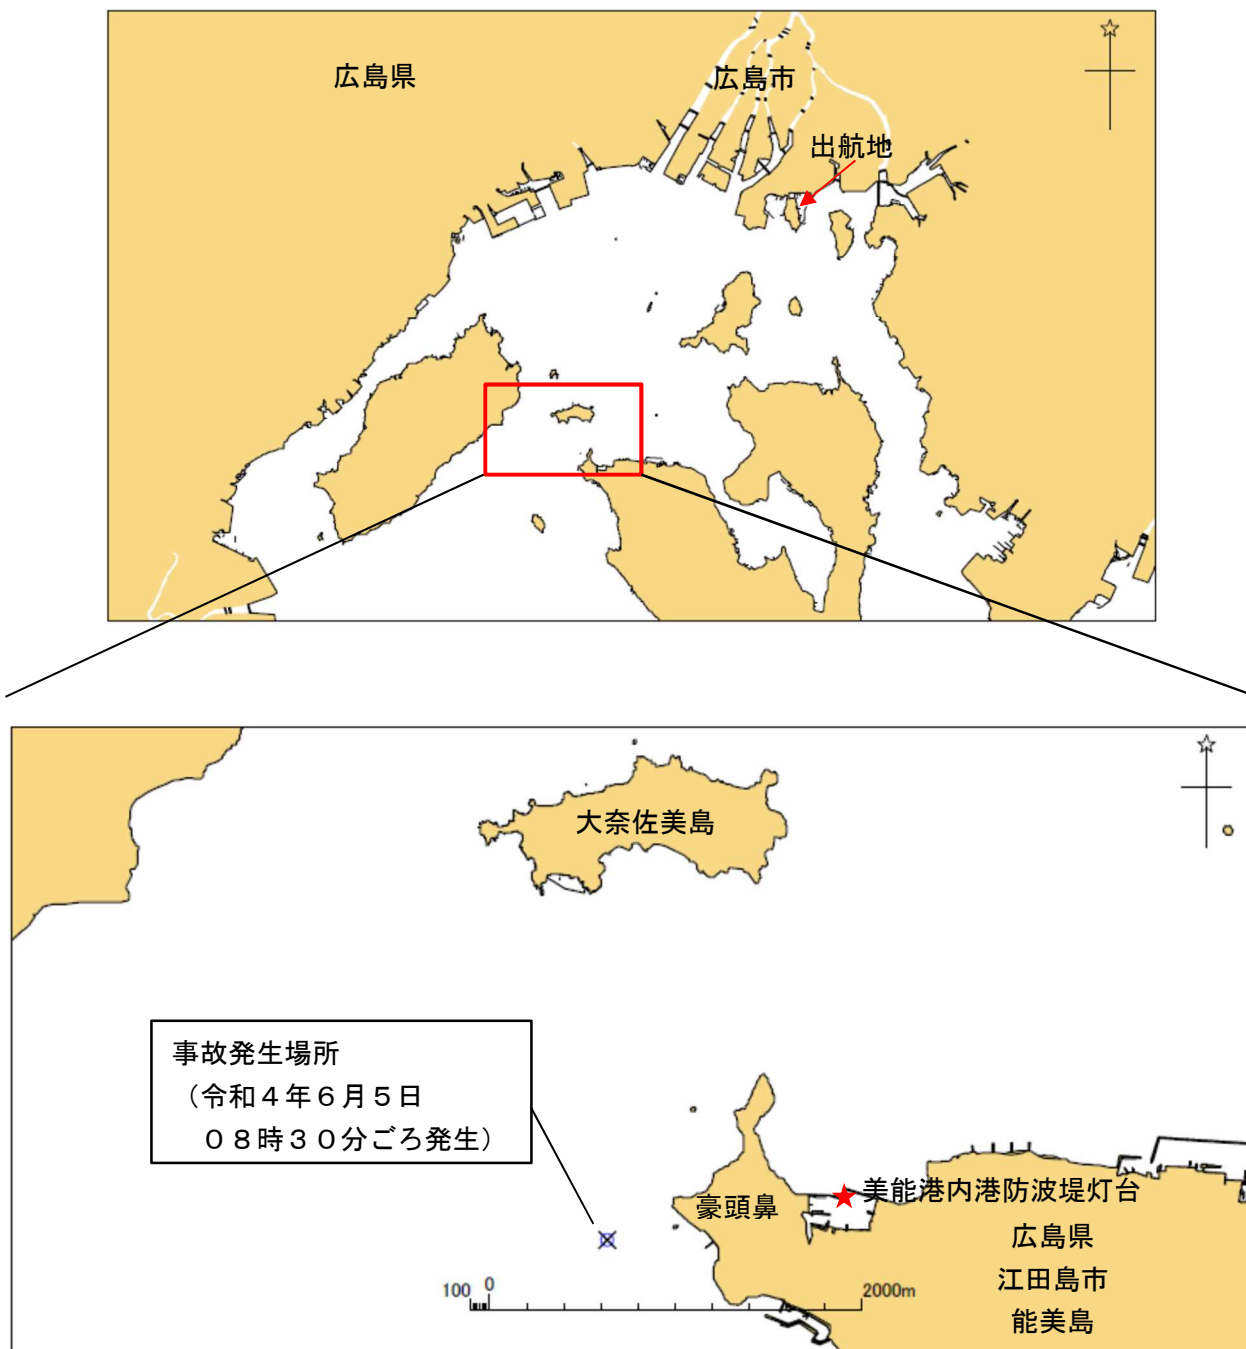 広島県
広島市
出航地
大奈佐美島
事故発生場所
（令和４年６月５日
０８時３０分ごろ発生）
美能港内港防波堤灯台
豪頭鼻
広島県
江田島市
能美島
100 0 2000m